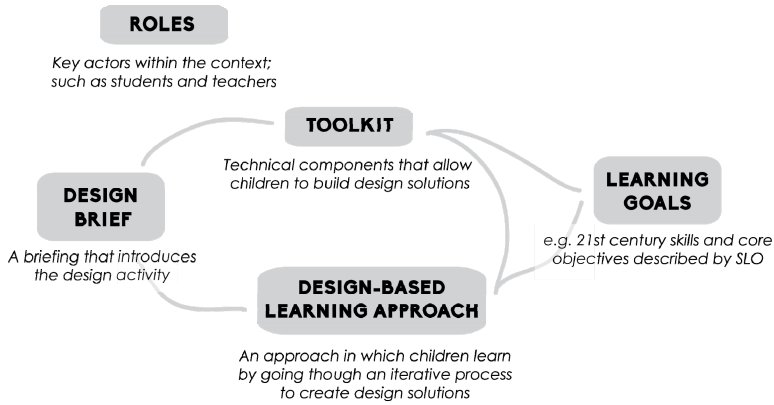 ROLES
Key actors within the context;
such as students and teachers
TOOLKIT
Technical components that allow
children to build design solutions
DESIGN
BRIEF
A briefing that introduces
the design activity
LEARNING
GOALS
e.g. 21st century skills and core
objectives described by SLO
DESIGN-BASED
LEARNING APPROACH
An approach in which children learn
by going though an iterative process
to create design solutions